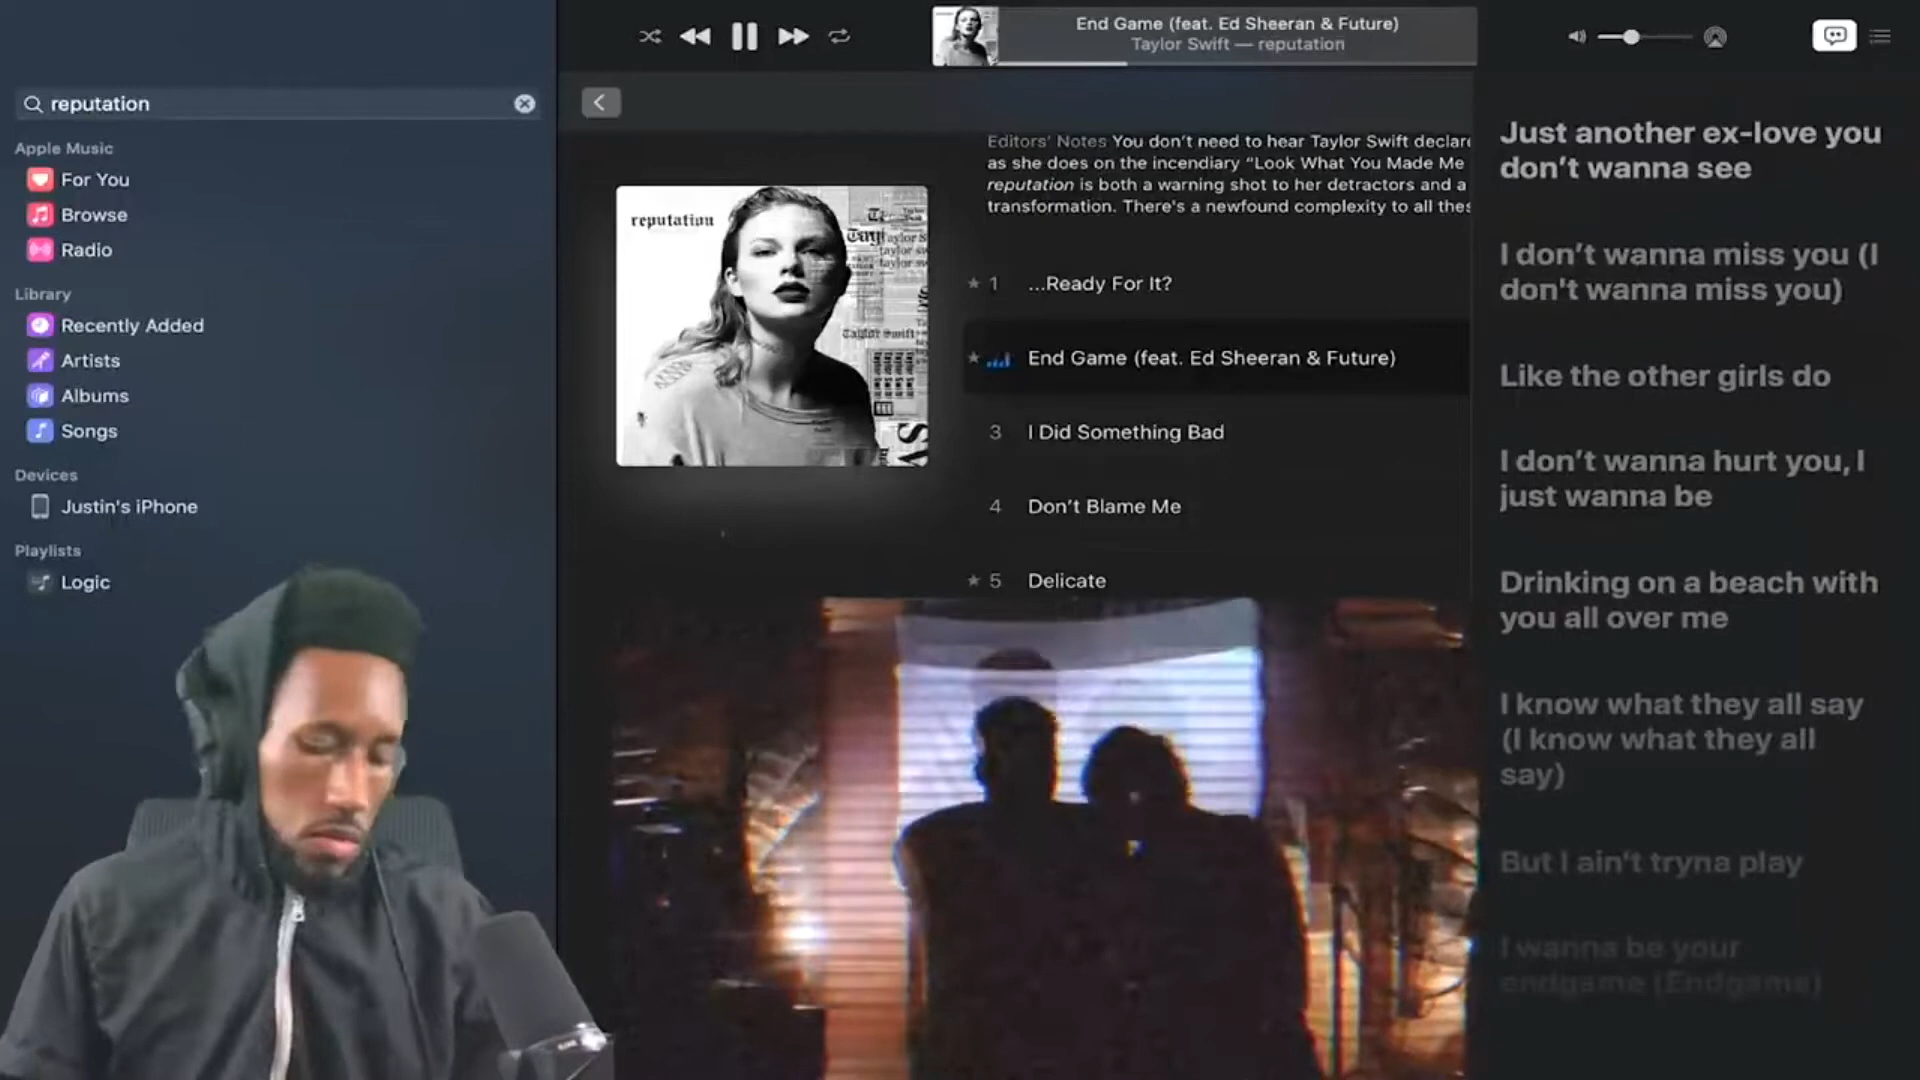 End Game (feat. Ed Sheeran & Future)
Taylor Swift — reputation
reputation
Apple Music
For You
Browse
Radio
Library
Recently Added
Artists
Albums
Songs
Devices
Justin's iPhone
Playlists
Logic
Editors' Notes You don't need to hear Taylor Swift declare
as she does on the incendiary “Look What You Made Me
reputation is both a warning shot to her detractors and a
transformation. There's a newfound complexity to all thes
reputation
Taylor Swift
1 ...Ready For It?
End Game (feat. Ed Sheeran & Future)
3 I Did Something Bad
4 Don't Blame Me
5 Delicate
Just another ex-love you
don't wanna see
I don't wanna miss you (I
don't wanna miss you)
Like the other girls do
I don't wanna hurt you, I
just wanna be
Drinking on a beach with
you all over me
I know what they all say
(I know what they all
say)
But I ain't tryna play
I wanna be your
endgame (Endgame)